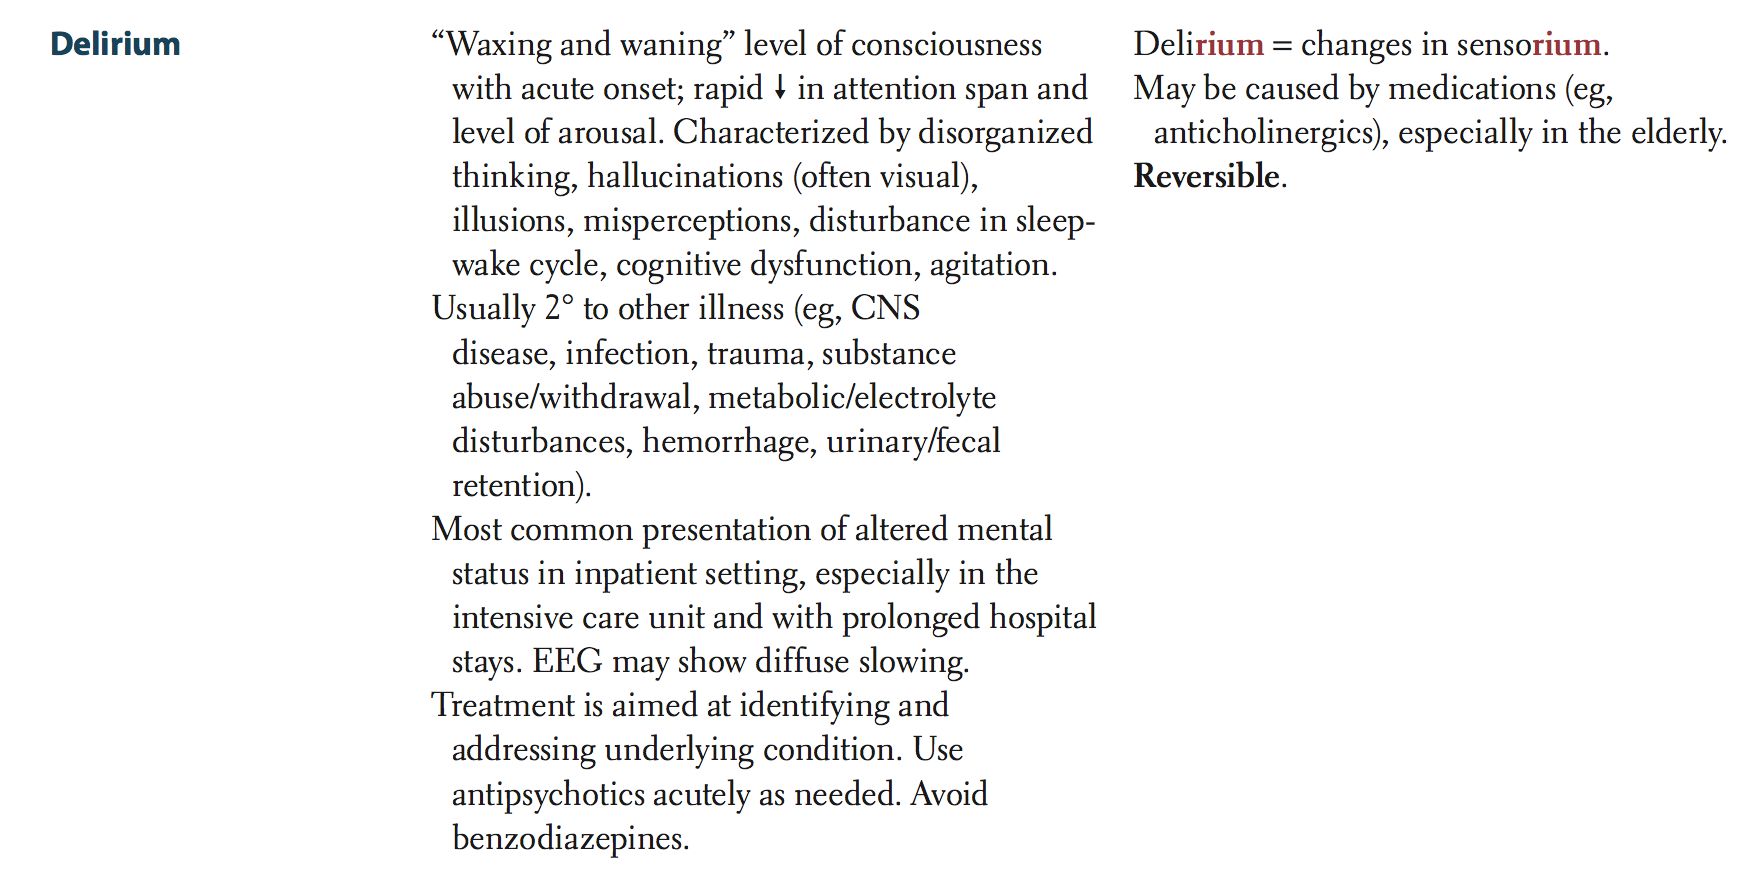 Delirium
“Waxing and waning” level of consciousness
with acute onset; rapid ↓ in attention span and
level of arousal. Characterized by disorganized
thinking, hallucinations (often visual),
illusions, misperceptions, disturbance in sleep-
wake cycle, cognitive dysfunction, agitation.
Usually 2° to other illness (eg, CNS
disease, infection, trauma, substance
abuse/withdrawal, metabolic/electrolyte
disturbances, hemorrhage, urinary/fecal
retention).
Most common presentation of altered mental
status in inpatient setting, especially in the
intensive care unit and with prolonged hospital
stays. EEG may show diffuse slowing.
Treatment is aimed at identifying and
addressing underlying condition. Use
antipsychotics acutely as needed. Avoid
benzodiazepines.
Delirium = changes in sensorium.
May be caused by medications (eg,
anticholinergics), especially in the elderly.
Reversible.